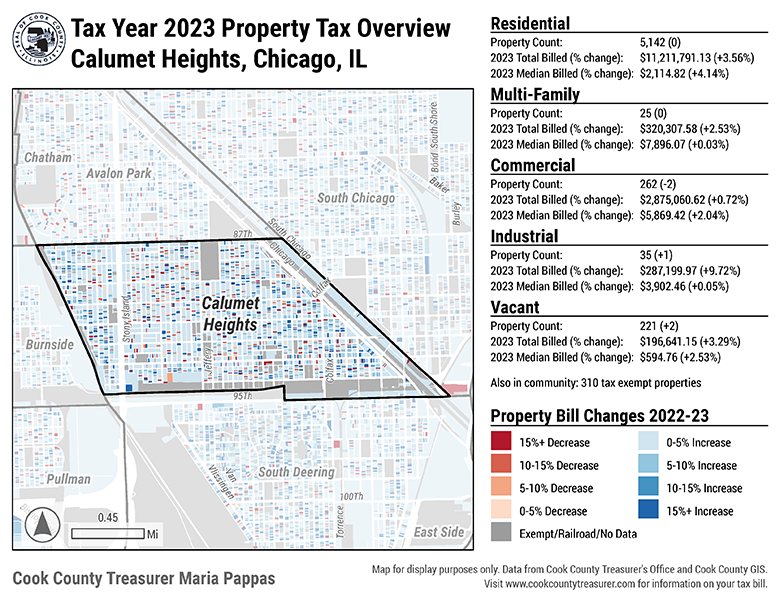 Tax Year 2023 Property Tax Overview
Calumet Heights, Chicago, IL
Residential
Property Count: 5,142 (0)
2023 Total Billed (% change): $11,211,791.13 (+3.56%)
2023 Median Billed (% change): $2,114.82 (+4.14%)
Multi-Family
Property Count: 25 (0)
2023 Total Billed (% change): $320,307.58 (+2.53%)
2023 Median Billed (% change): $7,896.07 (+0.03%)
Commercial
Property Count: 262 (-2)
2023 Total Billed (% change): $2,875,060.62 (+0.72%)
2023 Median Billed (% change): $5,869.42 (+2.04%)
Industrial
Property Count: 35 (+1)
2023 Total Billed (% change): $287,199.97 (+9.72%)
2023 Median Billed (% change): $3,902.46 (+0.05%)
Vacant
Property Count: 221 (+2)
2023 Total Billed (% change): $196,641.15 (+3.29%)
2023 Median Billed (% change): $594.76 (+2.53%)
Also in community: 310 tax exempt properties
Property Bill Changes 2022-23
15%+ Decrease
10-15% Decrease
5-10% Decrease
0-5% Decrease
Exempt/Railroad/No Data
0-5% Increase
5-10% Increase
10-15% Increase
15%+ Increase
Chatham
Avalon Park
South Chicago
South Shore
Baker
Burley
87Th
South Chicago
Chicago
Colfax
Calumet
Heights
Stony Island
Jeffery
Colfax
Burnside
95Th
Pullman
Van
Vlissingen
South Deering
100Th
Torrence
East Side
0.45
Mi
Cook County Treasurer Maria Pappas
Map for display purposes only. Data from Cook County Treasurer's Office and Cook County GIS.
Visit www.cookcountytreasurer.com for information on your tax bill.